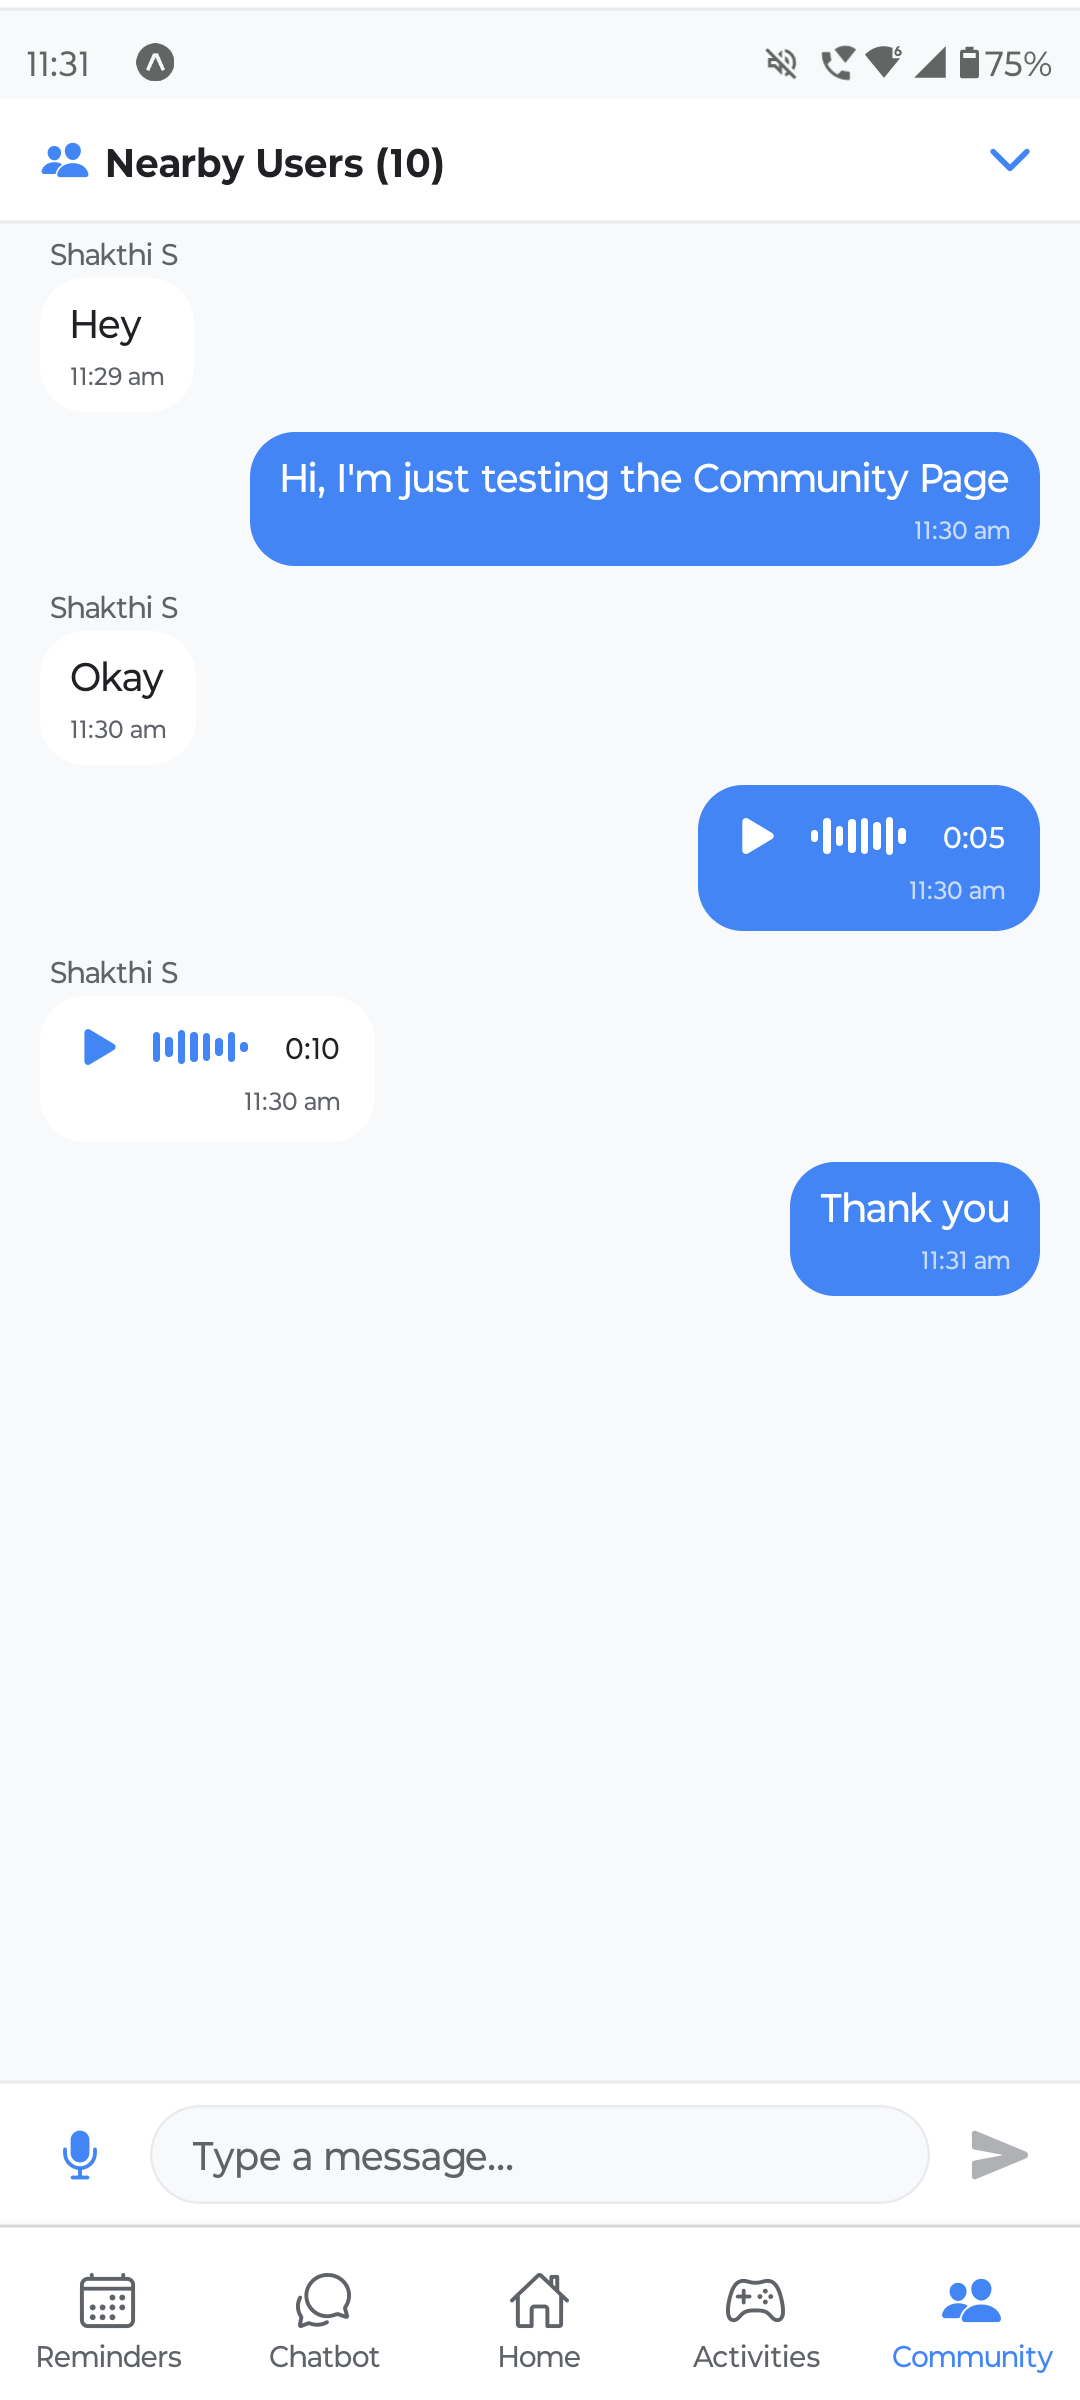 11:31
6
75%
Nearby Users (10)
Shakthi S
Hey
11:29 am
Hi, I'm just testing the Community Page
11:30 am
Shakthi S
Okay
11:30 am
0:05
11:30 am
Shakthi S
0:10
11:30 am
Thank you
11:31 am
Type a message...
Reminders
Chatbot
Home
Activities
Community